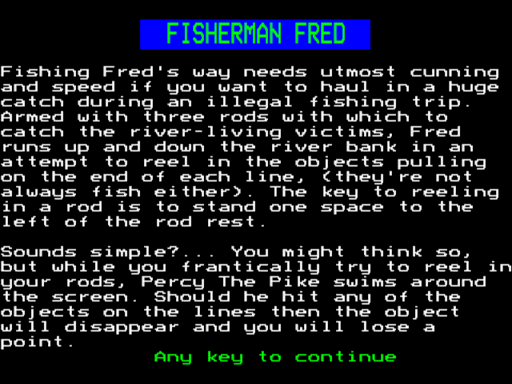 FISHERMAN FRED
Fishing Fred's way needs utmost cunning
and speed if you want to haul in a huge
catch during an illegal fishing trip.
Armed with three rods with which to
catch the river-living victims, Fred
runs up and down the river bank in an
attempt to reel in the objects pulling
on the end of each line, (they're not
always fish either). The key to reeling
in a rod is to stand one space to the
left of the rod rest.
Sounds simple?... You might think so,
but while you frantically try to reel in
your rods, Percy The Pike swims around
the screen. Should he hit any of the
objects on the lines then the object
will disappear and you will lose a
point.
Any key to continue